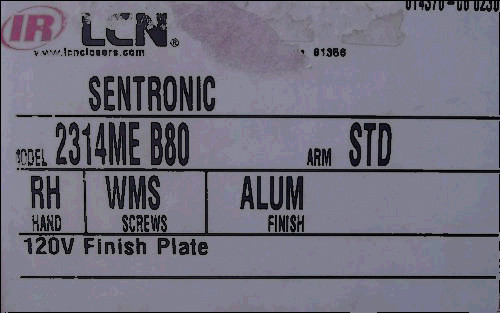 IR LCN®
www.lcnclosers.com 81356
SENTRONIC
MODEL 2314ME B80 ARM STD
RH WMS ALUM
HAND SCREWS FINISH
120V Finish Plate